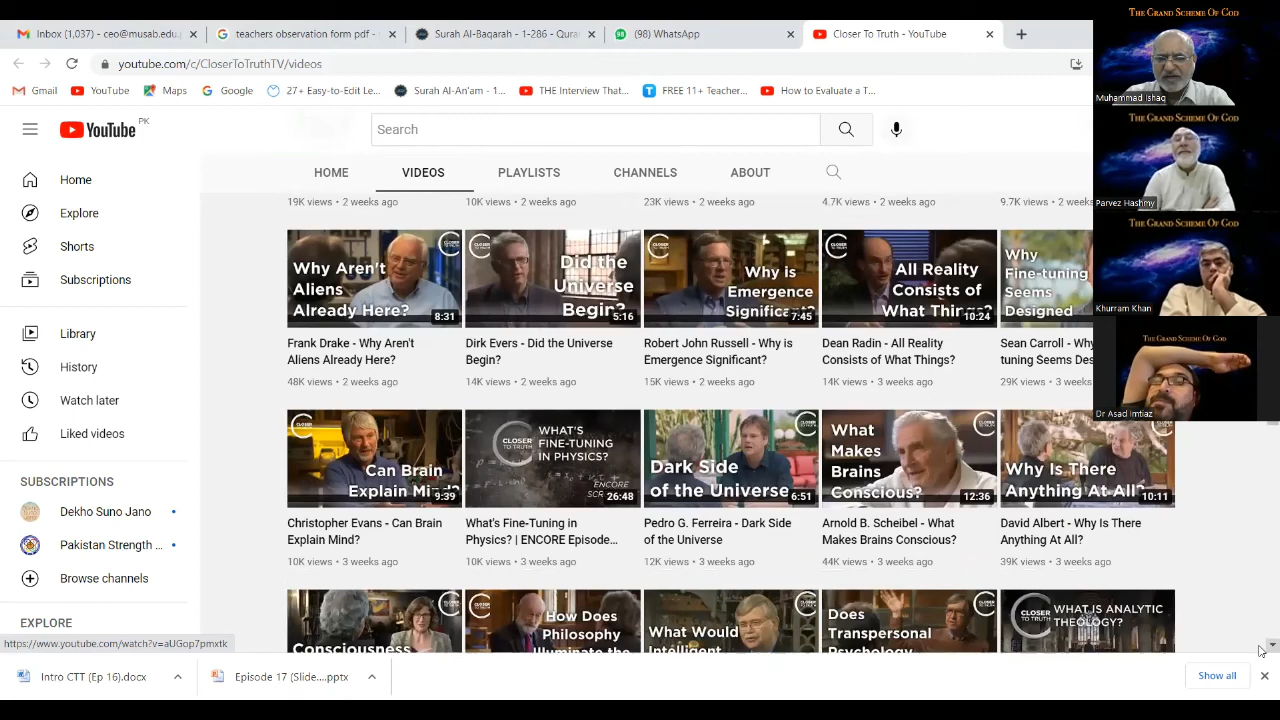 Inbox (1,037) - ceo@musab.edu.
teachers observation form pdf -
Surah Al-Baqarah - 1-286 - Qura
(98) WhatsApp
Closer To Truth - YouTube
youtube.com/c/CloserToTruthTV/videos
Gmail
YouTube
Maps
Google
27+ Easy-to-Edit Le...
Surah Al-An'am - 1...
THE Interview That...
FREE 11+ Teacher...
How to Evaluate a T...
YouTube PK
Search
HOME
VIDEOS
PLAYLISTS
CHANNELS
ABOUT
Home
Explore
Shorts
Subscriptions
Library
History
Watch later
Liked videos
SUBSCRIPTIONS
Dekho Suno Jano
Pakistan Strength ...
Browse channels
EXPLORE
19K views • 2 weeks ago
10K views • 2 weeks ago
23K views • 2 weeks ago
4.7K views • 2 weeks ago
9.7K views • 2 weeks
Why Aren't
Aliens
Already Here?
8:31
Did the
Universe
Begin?
5:16
Why is
Emergence
Significant?
7:45
All Reality
Consists of
What Things?
10:24
Why
Fine-tuning
Seems
Designed
Frank Drake - Why Aren't
Aliens Already Here?
48K views • 2 weeks ago
Dirk Evers - Did the Universe
Begin?
14K views • 2 weeks ago
Robert John Russell - Why is
Emergence Significant?
15K views • 2 weeks ago
Dean Radin - All Reality
Consists of What Things?
14K views • 3 weeks ago
Sean Carroll - Why
tuning Seems Des
29K views • 3 weeks
Can Brain
Explain Mind?
9:39
CLOSER
TO TRUTH
WHAT'S
FINE-TUNING
IN PHYSICS?
ENCORE
26:48
Dark Side
of the Universe
6:51
What
Makes
Brains
Conscious?
12:36
Why Is There
Anything At All?
10:11
Christopher Evans - Can Brain
Explain Mind?
10K views • 3 weeks ago
What's Fine-Tuning in
Physics? | ENCORE Episode...
10K views • 3 weeks ago
Pedro G. Ferreira - Dark Side
of the Universe
12K views • 3 weeks ago
Arnold B. Scheibel - What
Makes Brains Conscious?
44K views • 3 weeks ago
David Albert - Why Is There
Anything At All?
39K views • 3 weeks ago
Consciousness
How Does
Philosophy
Illuminate the
What Would
Intelligent
Does
Transpersonal
Psychology
CLOSER
TO TRUTH
WHAT IS ANALYTIC
THEOLOGY?
https://www.youtube.com/watch?v=aUGop7pmxtk
Intro CTT (Ep 16).docx
Episode 17 (Slide....pptx
Show all
THE GRAND SCHEME OF GOD
Muhammad Ishaq
THE GRAND SCHEME OF GOD
Parvez Hashmy
THE GRAND SCHEME OF GOD
Khurram Khan
THE GRAND SCHEME OF GOD
Dr Asad Imtiaz